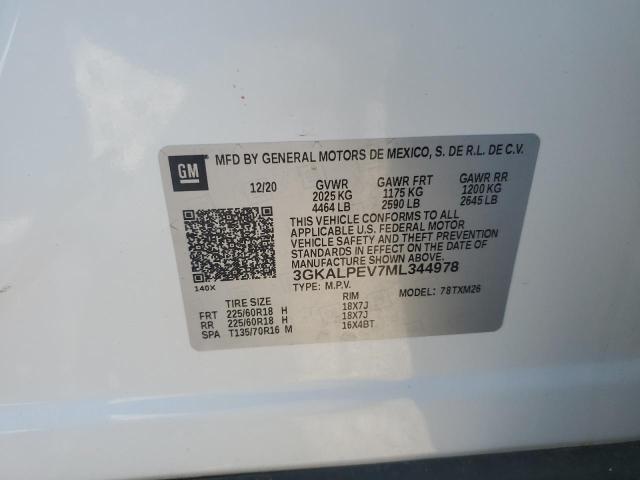 GM MFD BY GENERAL MOTORS DE MEXICO, S. DE R.L. DE C.V.
12/20 GVWR GAWR FRT GAWR RR
2025 KG 1175 KG 1200 KG
4464 LB 2590 LB 2645 LB
THIS VEHICLE CONFORMS TO ALL
APPLICABLE U.S. FEDERAL MOTOR
VEHICLE SAFETY AND THEFT PREVENTION
STANDARDS IN EFFECT ON THE DATE OF
MANUFACTURE SHOWN ABOVE.
140X 3GKALPEV7ML344978
TYPE: M.P.V. MODEL: 78TXM26
TIRE SIZE RIM
FRT 225/60R18 H 18X7J
RR 225/60R18 H 18X7J
SPA T135/70R16 M 16X4BT